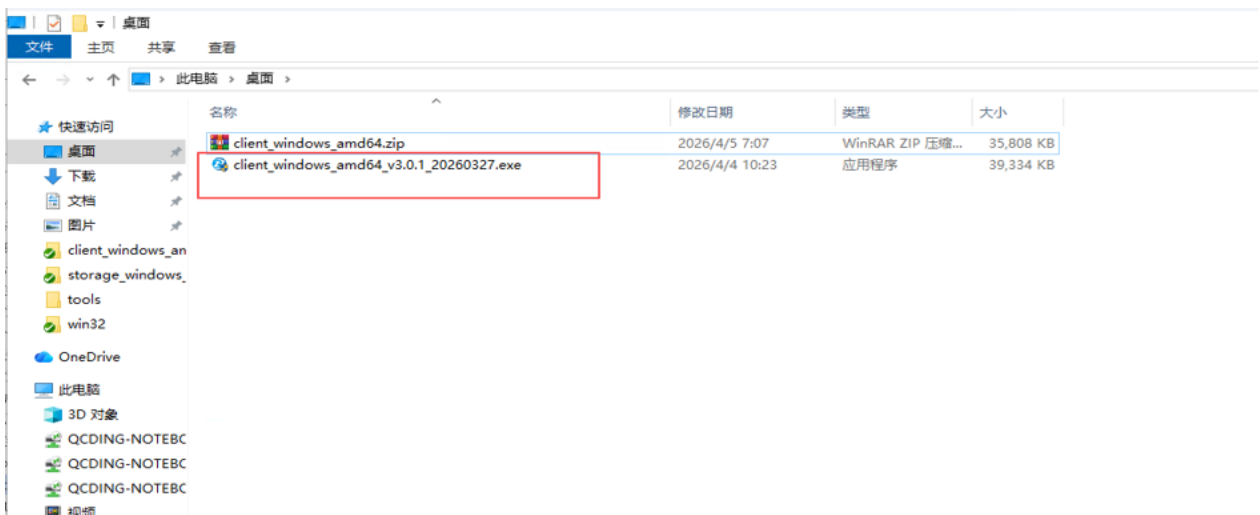 桌面
文件 主页 共享 查看
此电脑 › 桌面 ›
名称 修改日期 类型 大小
快速访问
桌面
下载
文档
图片
client_windows_an
storage_windows_
tools
win32
OneDrive
此电脑
3D 对象
QCDING-NOTEBC
QCDING-NOTEBC
QCDING-NOTEBC
视频
client_windows_amd64.zip 2026/4/5 7:07 WinRAR ZIP 压缩... 35,808 KB
client_windows_amd64_v3.0.1_20260327.exe 2026/4/4 10:23 应用程序 39,334 KB